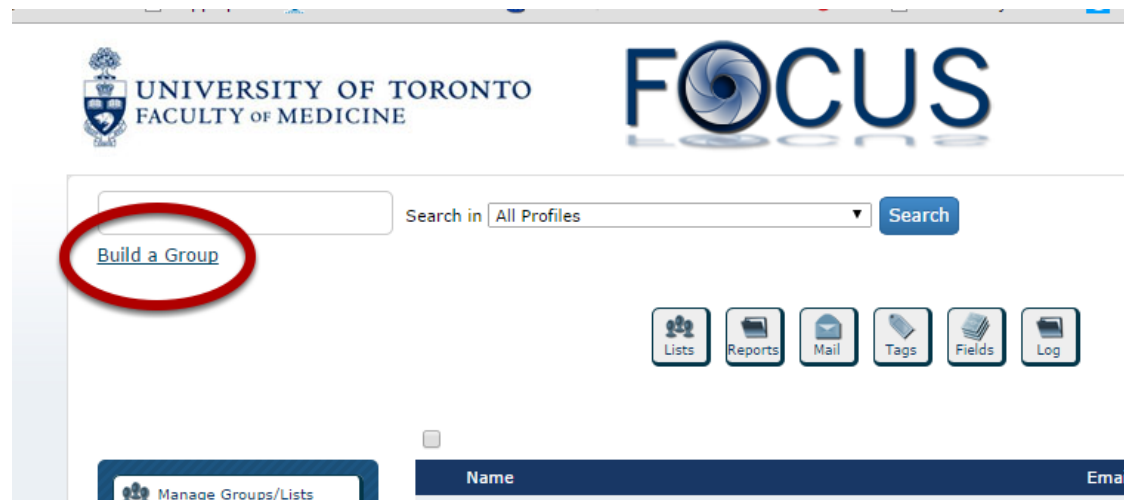 UNIVERSITY OF TORONTO
FACULTY OF MEDICINE
FOCUS
Search in All Profiles Search
Build a Group
Lists Reports Mail Tags Fields Log
Name Ema
Manage Groups/Lists